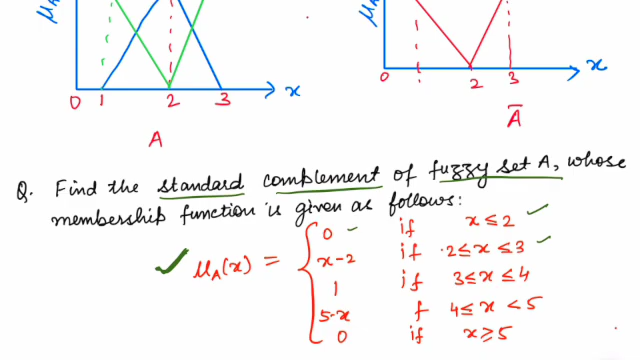 μA
0 1 2 3 x
A
0 1 2 3 x
A̅
Q. Find the standard complement of fuzzy set A, whose
membership function is given as follows:
μA(x) = { 0 if x ≤ 2
x-2 if 2 ≤ x ≤ 3
1 if 3 ≤ x ≤ 4
5-x f 4 ≤ x < 5
0 if x ≥ 5